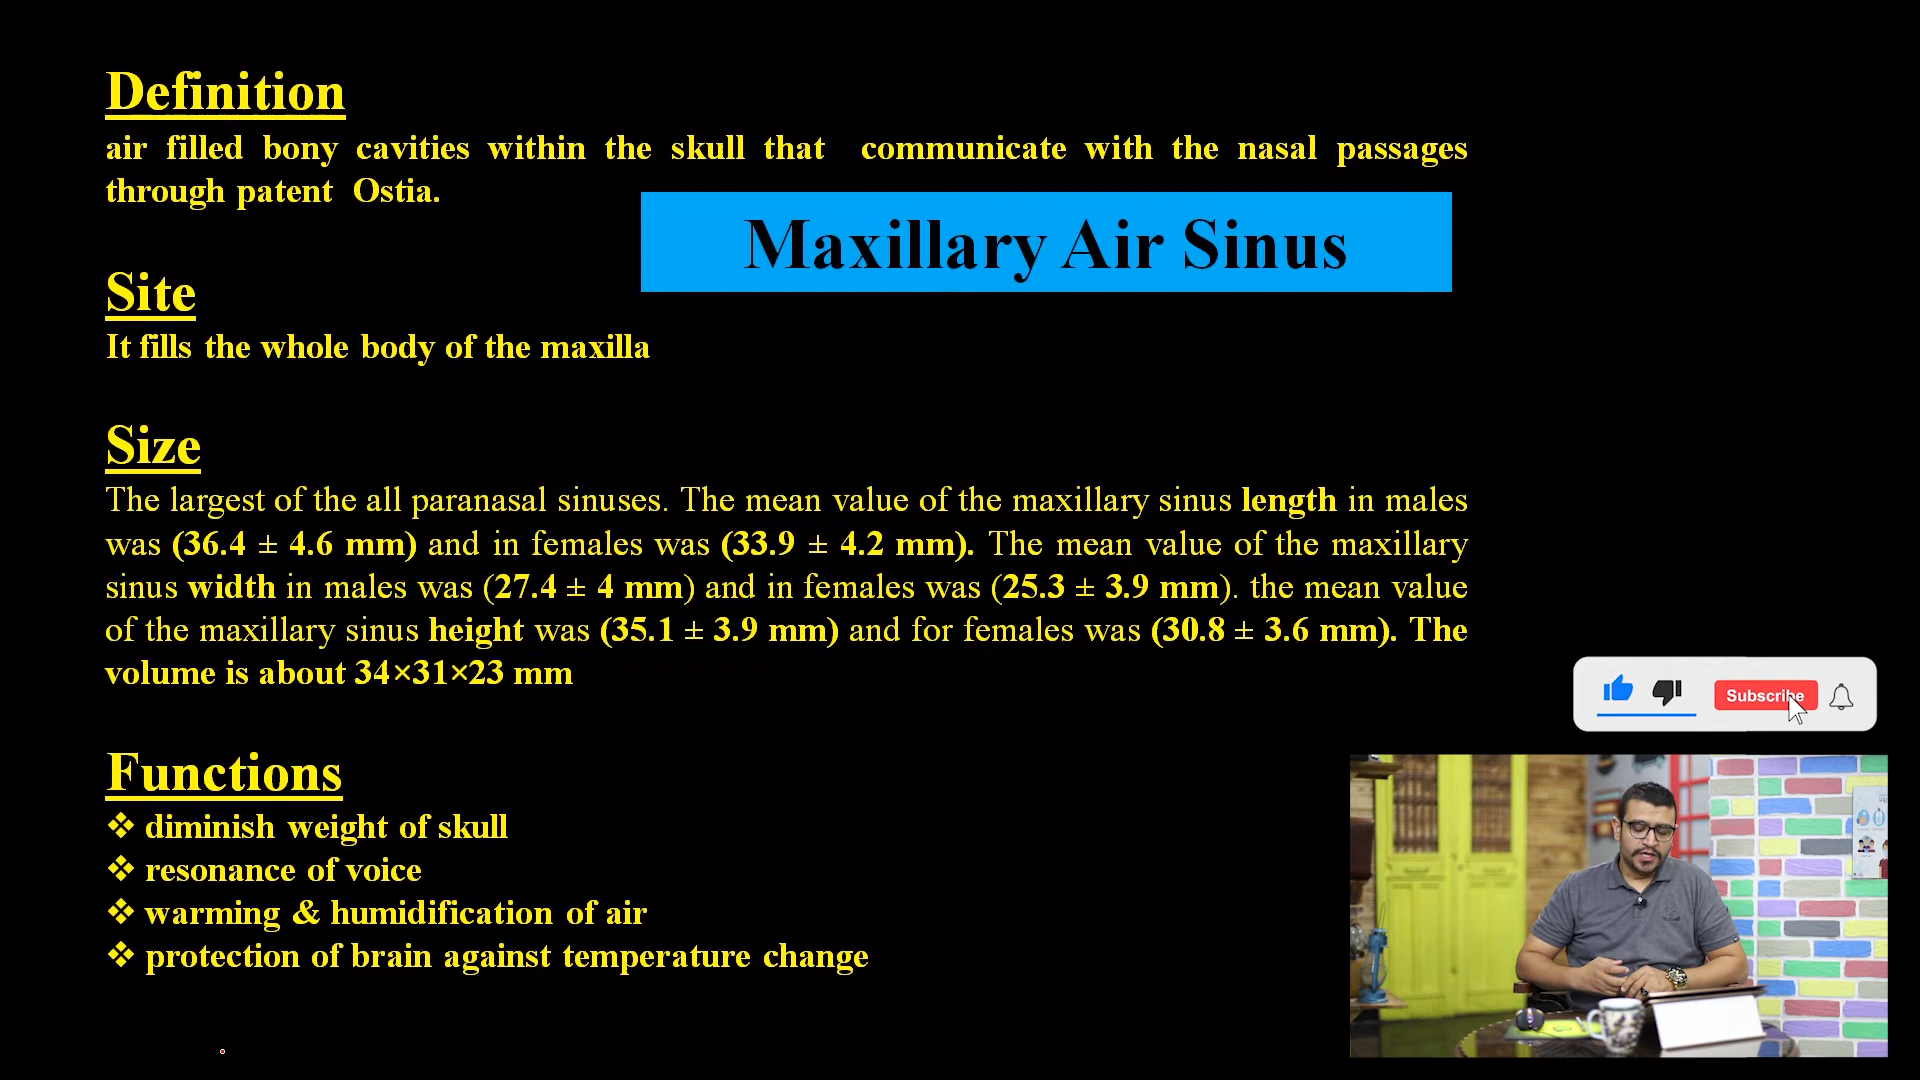 Definition
air filled bony cavities within the skull that communicate with the nasal passages
through patent Ostia.
Maxillary Air Sinus
Site
It fills the whole body of the maxilla
Size
The largest of the all paranasal sinuses. The mean value of the maxillary sinus length in males
was (36.4 ± 4.6 mm) and in females was (33.9 ± 4.2 mm). The mean value of the maxillary
sinus width in males was (27.4 ± 4 mm) and in females was (25.3 ± 3.9 mm). the mean value
of the maxillary sinus height was (35.1 ± 3.9 mm) and for females was (30.8 ± 3.6 mm). The
volume is about 34×31×23 mm
Subscribe
Functions
❖ diminish weight of skull
❖ resonance of voice
❖ warming & humidification of air
❖ protection of brain against temperature change